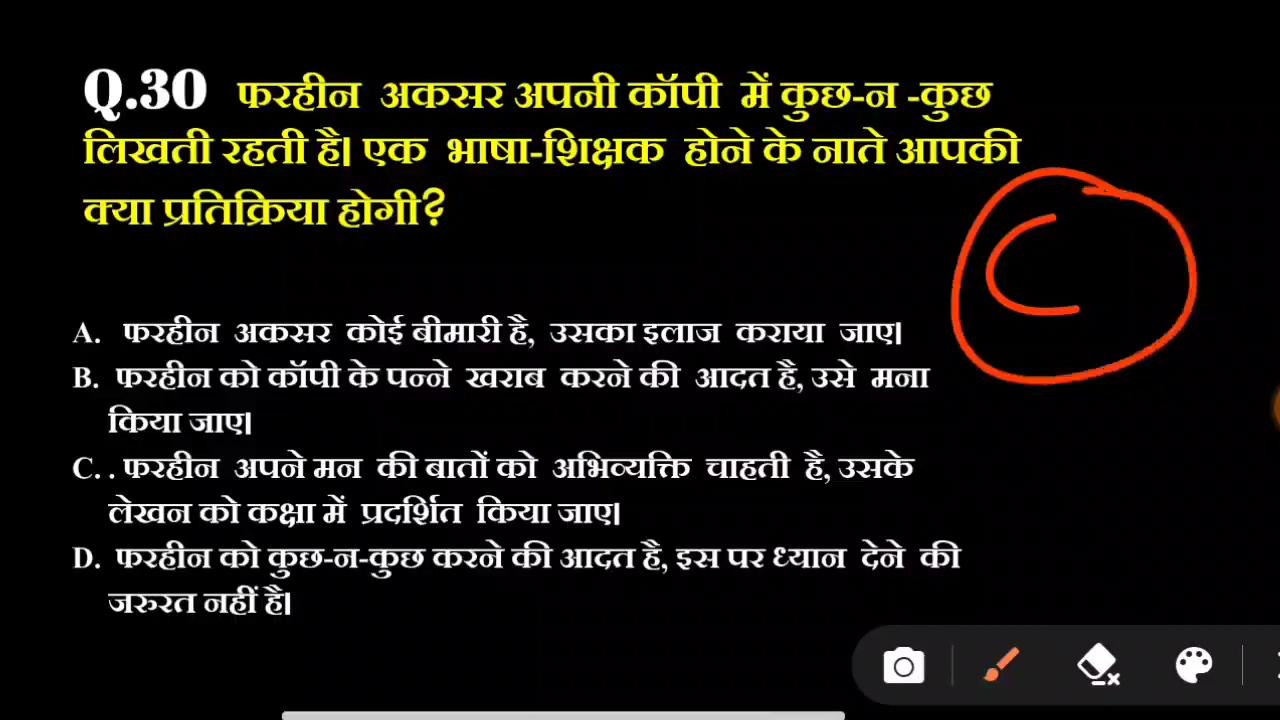 Q.30 फरहीन अकसर अपनी कॉपी में कुछ-न -कुछ
लिखती रहती है। एक भाषा-शिक्षक होने के नाते आपकी
क्या प्रतिक्रिया होगी?
C
A. फरहीन अकसर कोई बीमारी है, उसका इलाज कराया जाए।
B. फरहीन को कॉपी के पन्ने खराब करने की आदत है, उसे मना
किया जाए।
C. . फरहीन अपने मन की बातों को अभिव्यक्ति चाहती है, उसके
लेखन को कक्षा में प्रदर्शित किया जाए।
D. फरहीन को कुछ-न-कुछ करने की आदत है, इस पर ध्यान देने की
जरुरत नहीं है।